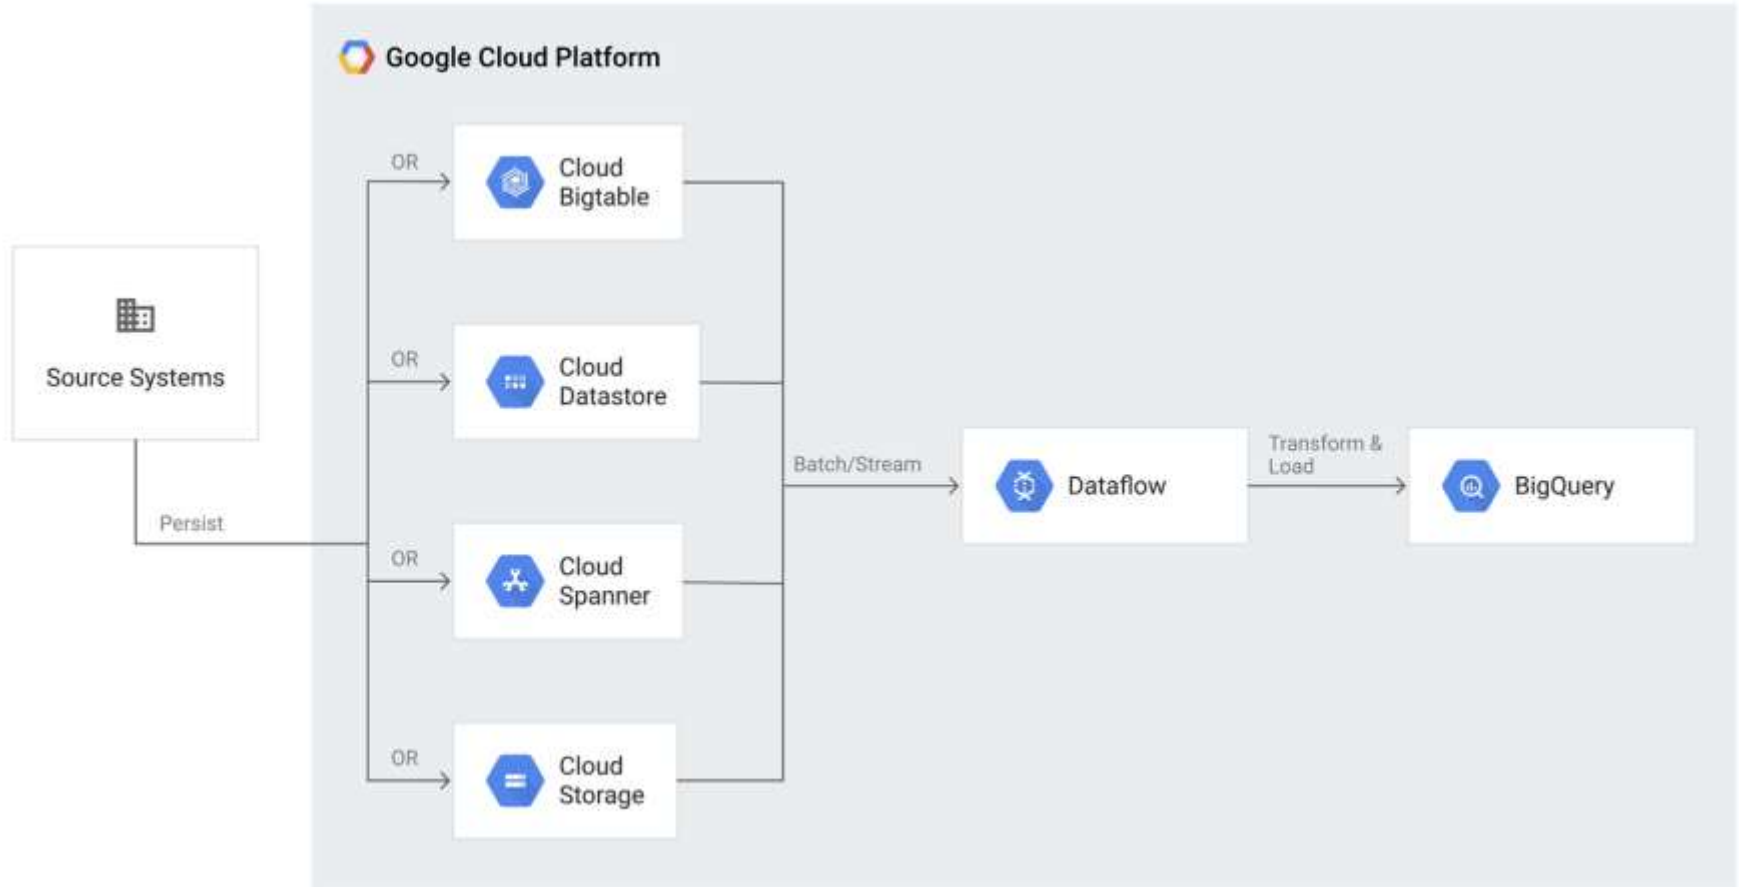 Google Cloud Platform
OR
Cloud
Bigtable
Source Systems
OR
Cloud
Datastore
Batch/Stream
Dataflow
Transform &
Load
BigQuery
Persist
OR
Cloud
Spanner
OR
Cloud
Storage